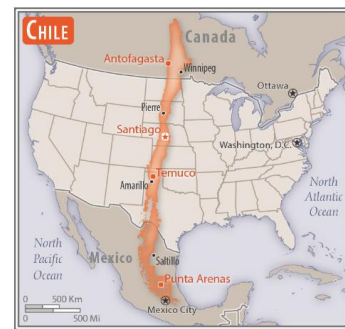 CHILE
Canada
Antofagasta
Winnipeg
Ottawa
Pierre
Santiago
Washington, D.C.
Temuco
Amarillo
North
Atlantic
Ocean
North
Pacific
Ocean
Mexico
Saltillo
Punta Arenas
Mexico City
0 500 Km
0 500 Mi